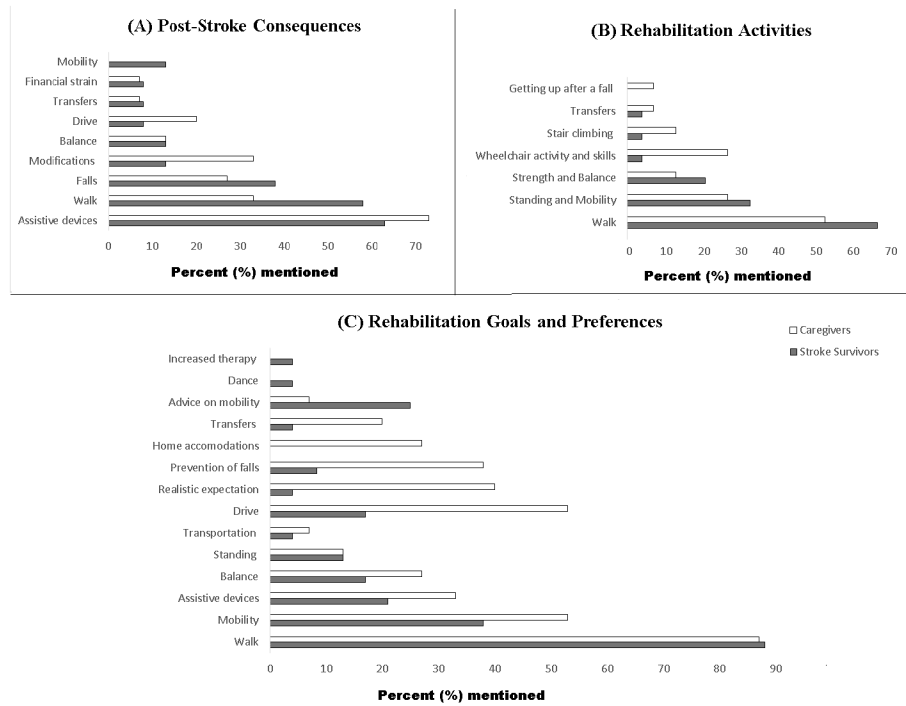 (A) Post-Stroke Consequences
Mobility
Financial strain
Transfers
Drive
Balance
Modifications
Falls
Walk
Assistive devices
0 10 20 30 40 50 60 70
Percent (%) mentioned
(B) Rehabilitation Activities
Getting up after a fall
Transfers
Stair climbing
Wheelchair activity and skills
Strength and Balance
Standing and Mobility
Walk
0 10 20 30 40 50 60 70
Percent (%) mentioned
(C) Rehabilitation Goals and Preferences
Caregivers
Stroke Survivors
Increased therapy
Dance
Advice on mobility
Transfers
Home accomodations
Prevention of falls
Realistic expectation
Drive
Transportation
Standing
Balance
Assistive devices
Mobility
Walk
0 10 20 30 40 50 60 70 80 90
Percent (%) mentioned